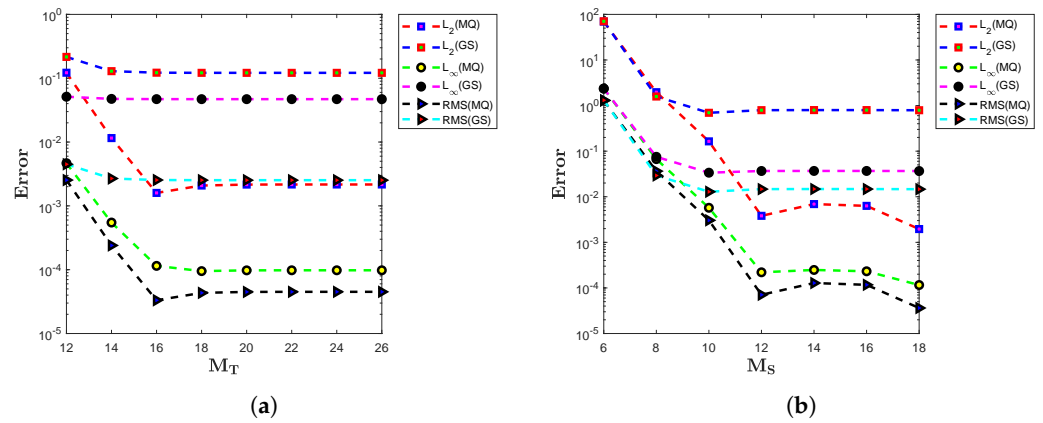 10^0
10^-1
10^-2
10^-3
10^-4
10^-5
Error
12 14 16 18 20 22 24 26
M_T
L_2(MQ)
L_2(GS)
L_∞(MQ)
L_∞(GS)
RMS(MQ)
RMS(GS)
(a)
10^2
10^1
10^0
10^-1
10^-2
10^-3
10^-4
10^-5
Error
6 8 10 12 14 16 18
M_S
L_2(MQ)
L_2(GS)
L_∞(MQ)
L_∞(GS)
RMS(MQ)
RMS(GS)
(b)